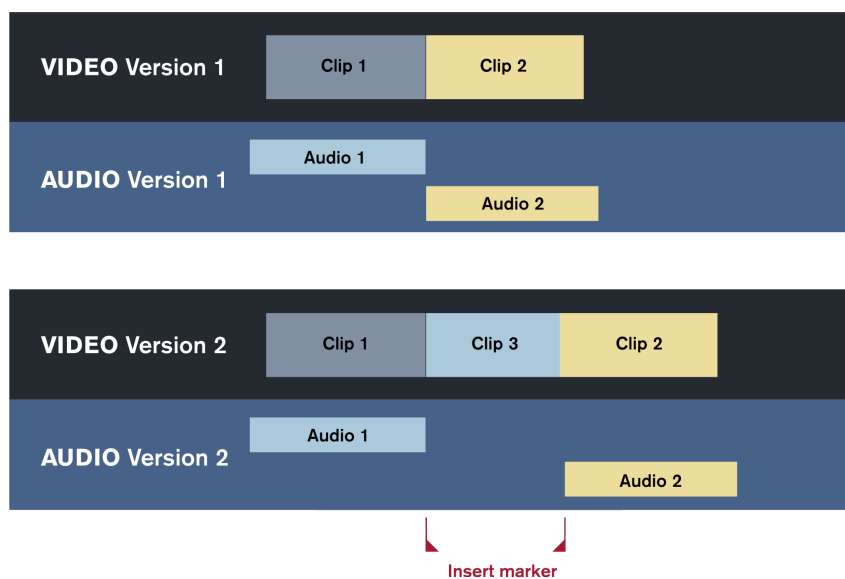 VIDEO Version 1
Clip 1
Clip 2
AUDIO Version 1
Audio 1
Audio 2
VIDEO Version 2
Clip 1
Clip 3
Clip 2
AUDIO Version 2
Audio 1
Audio 2
Insert marker